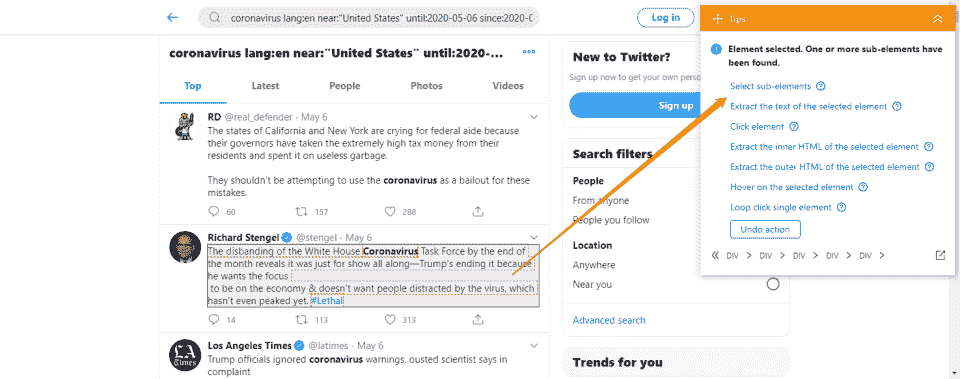 coronavirus lang:en near:"United States" until:2020-05-06 since:2020-0
Log in
coronavirus lang:en near:"United States" until:2020-...
Top
Latest
People
Photos
Videos
RD @real_defender · May 6
The states of California and New York are crying for federal aide because
their governors have taken the extremely high tax money from their
residents and spent it on useless garbage.
They shouldn't be attempting to use the coronavirus as a bailout for these
mistakes.
60
157
288
Richard Stengel @stengel · May 6
The disbanding of the White House Coronavirus Task Force by the end of
the month reveals it was just for show all along—Trump's ending it because
he wants the focus
to be on the economy & doesn't want people distracted by the virus, which
hasn't even peaked yet. #Lethal
14
113
313
LA
Times
Los Angeles Times @latimes · May 6
Trump officials ignored coronavirus warnings, ousted scientist says in
complaint
New to Twitter?
Sign up now to get your own perso
Sign up
Search filters
People
From anyone
People you follow
Location
Anywhere
Near you
Advanced search
Trends for you
Tips
Element selected. One or more sub-elements have
been found.
Select sub-elements
Extract the text of the selected element
Click element
Extract the inner HTML of the selected element
Extract the outer HTML of the selected element
Hover on the selected element
Loop click single element
Undo action
DIV > DIV > DIV > DIV > DIV